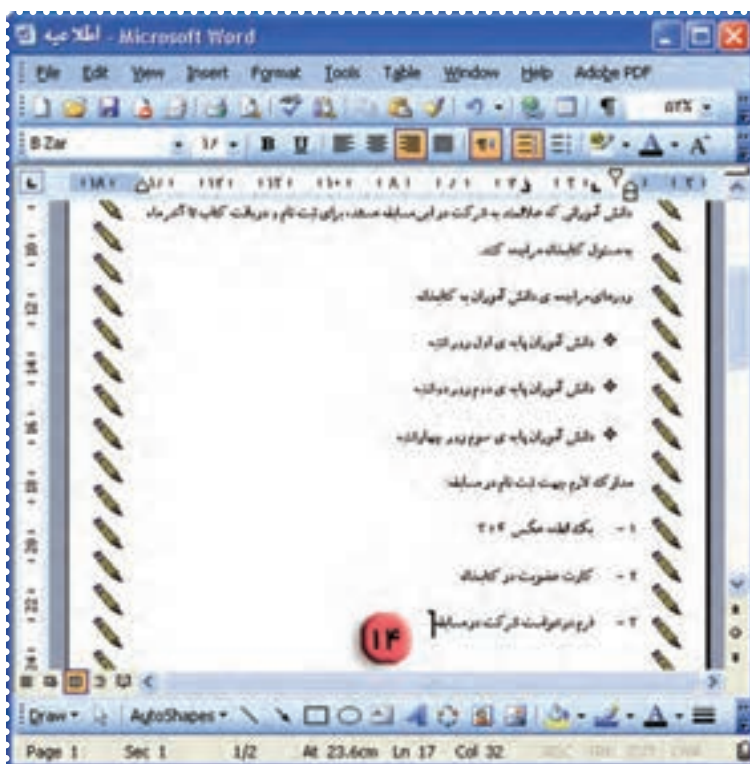 اطلاعیه - Microsoft Word
File Edit View Insert Format Tools Table Window Help Adobe PDF
۵۲%
B Zar ۱۶ B U
دانش آموزانی که علاقمند به شرکت در این مسابقه هستند، برای ثبت نام و دریافت کتاب تا آخر ماه
به مسئول کتابخانه مراجعه کنند.
روزهای مراجعه ی دانش آموزان به کتابخانه
❖ دانش آموزان پایه ی اول روز شنبه
❖ دانش آموزان پایه ی دوم روز دوشنبه
❖ دانش آموزان پایه ی سوم روز چهارشنبه
مدارک لازم جهت ثبت نام در مسابقه:
۱ - یک قطعه عکس ۳*۴
۲ - کارت عضویت در کتابخانه
۳ - فرم درخواست شرکت در مسابقه
۱۴
Draw AutoShapes
Page 1 Sec 1 1/2 At 23.6cm Ln 17 Col 32